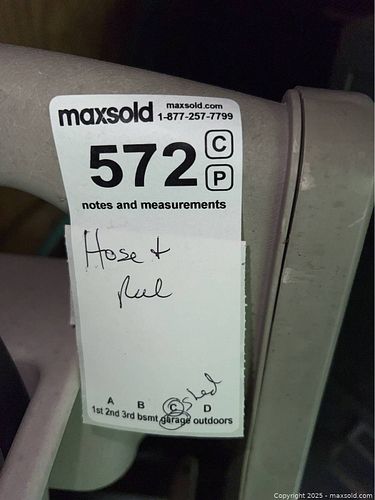 maxsold maxsold.com
1-877-257-7799
572 C
P
notes and measurements
Hose +
Rul
shed
A B C D
1st 2nd 3rd bsmt garage outdoors
Copyright 2025 - maxsold.com